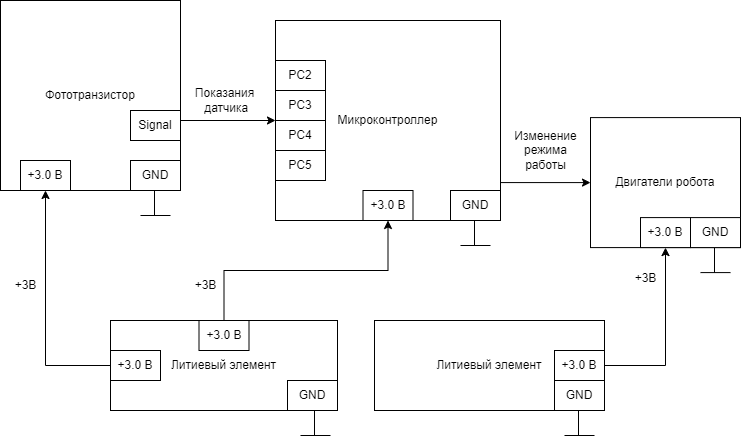 Фототранзистор
Signal
+3.0 В
GND
Показания
датчика
PC2
PC3
PC4
PC5
Микроконтроллер
+3.0 В
GND
Изменение
режима
работы
Двигатели робота
+3.0 В
GND
+3В
+3В
+3В
+3.0 В
+3.0 В
Литиевый элемент
GND
Литиевый элемент
+3.0 В
GND